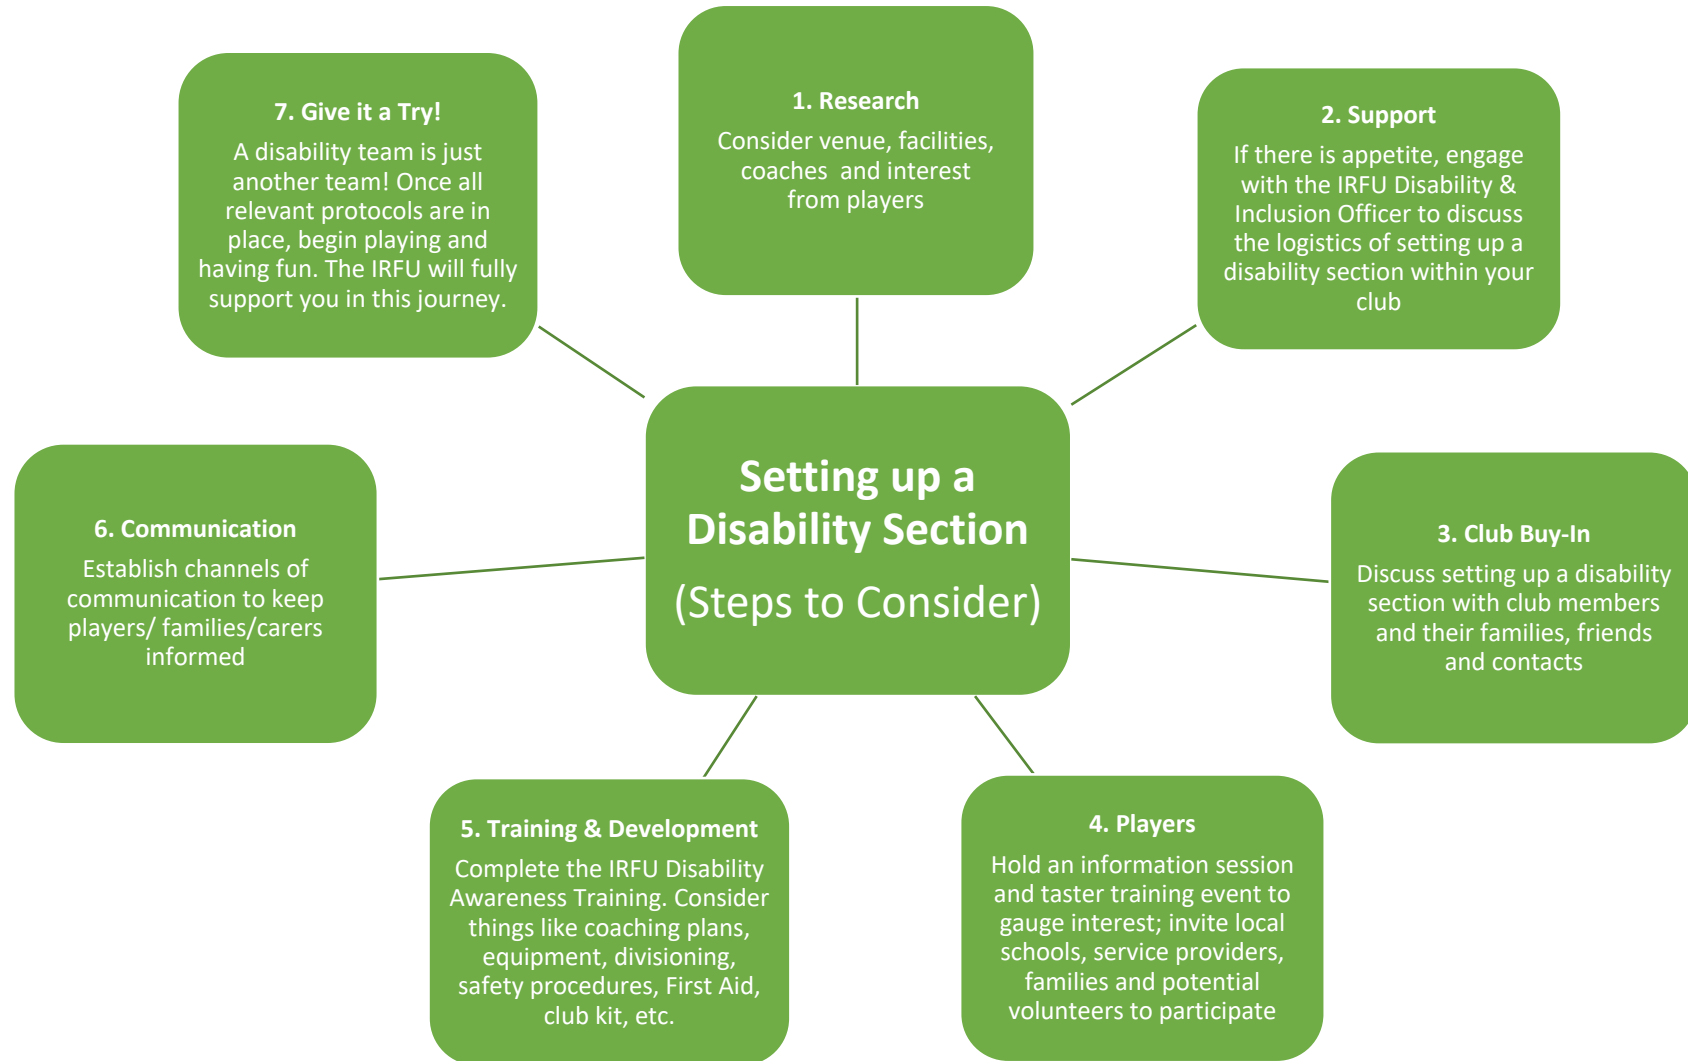 Setting up a
Disability Section
(Steps to Consider)
1. Research
Consider venue, facilities,
coaches  and interest
from players
2. Support
If there is appetite, engage
with the IRFU Disability &
Inclusion Officer to discuss
the logistics of setting up a
disability section within your
club
3. Club Buy-In
Discuss setting up a disability
section with club members
and their families, friends
and contacts
4. Players
Hold an information session
and taster training event to
gauge interest; invite local
schools, service providers,
families and potential
volunteers to participate
5. Training & Development
Complete the IRFU Disability
Awareness Training. Consider
things like coaching plans,
equipment, divisioning,
safety procedures, First Aid,
club kit, etc.
6. Communication
Establish channels of
communication to keep
players/ families/carers
informed
7. Give it a Try!
A disability team is just
another team! Once all
relevant protocols are in
place, begin playing and
having fun. The IRFU will fully
support you in this journey.